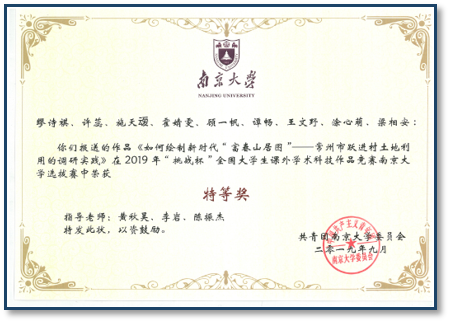 南京大学
NANJING UNIVERSITY
缪诗祺、许蕊、施天瑷、霍婧雯、顾一帆、谭畅、王文野、涂心萌、梁相安：
你们报送的作品《如何绘制新时代“富春山居图”——常州市跃进村土地利
用的调研实践》在2019年“挑战杯”全国大学生课外学术科技作品竞赛南京大
学选拔赛中荣获
特等奖
指导老师：黄秋昊、李岩、陈振杰
特发此状，以资鼓励。
共青团南京大学委员会
二〇一九年九月
南京大学委员会